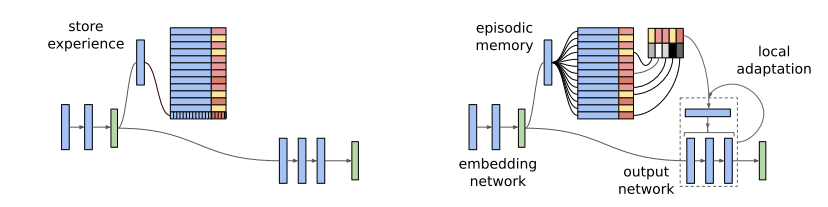 store
experience
episodic
memory
local
adaptation
embedding
network
output
network